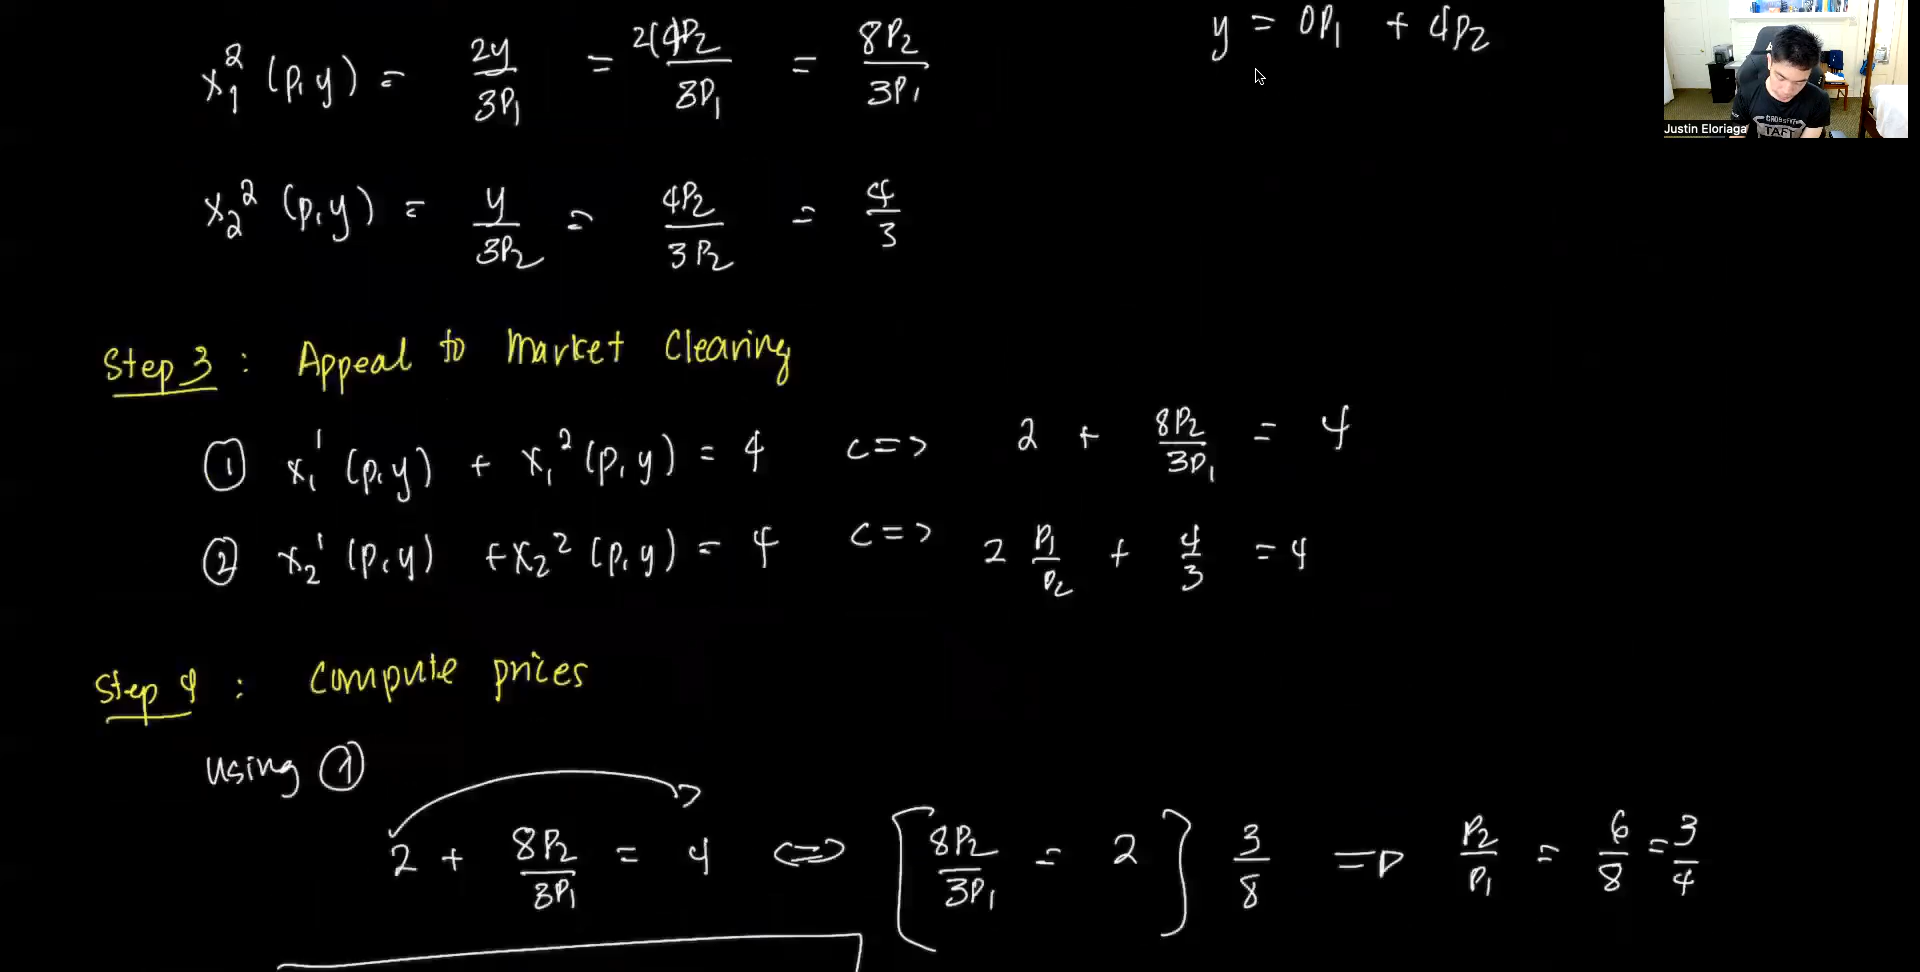 x₁² (p, y) = 2y/3P₁ = 2(4P₂/3P₁ = 8P₂/3P₁
y = 0P₁ + 4P₂
Justin Eloriaga
CROSSFIT
TAFT
x₂² (p, y) = y/3P₂ = 4P₂/3P₂ = 4/3
Step 3 : Appeal to Market Clearing
① x₁¹ (p, y) + x₁² (p, y) = 4 <=> 2 + 8P₂/3P₁ = 4
② x₂¹ (p, y) + x₂² (p, y) = 4 <=> 2 P₁/P₂ + 4/3 = 4
Step 4 : Compute prices
Using ①
2 + 8P₂/3P₁ = 4 <=> [8P₂/3P₁ = 2] 3/8 => P₂/P₁ = 6/8 = 3/4